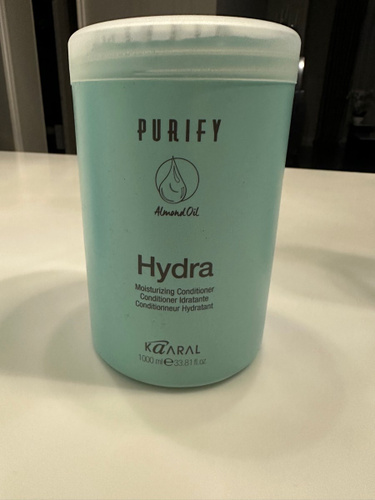 PURIFY
Almond Oil
Hydra
Moisturizing Conditioner
Conditioner Idratante
Conditionneur Hydratant
KAARAL
1000 ml ℮ 33.81 fl.oz